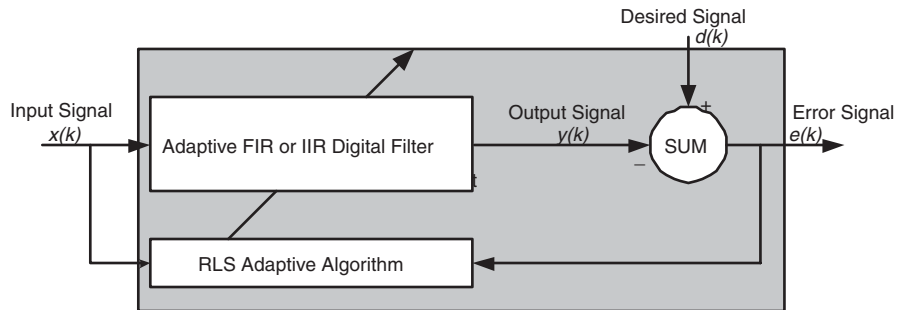 Desired Signal
d(k)
+
Input Signal
x(k)
Adaptive FIR or IIR Digital Filter
Output Signal
y(k)
−
SUM
Error Signal
e(k)
t
RLS Adaptive Algorithm